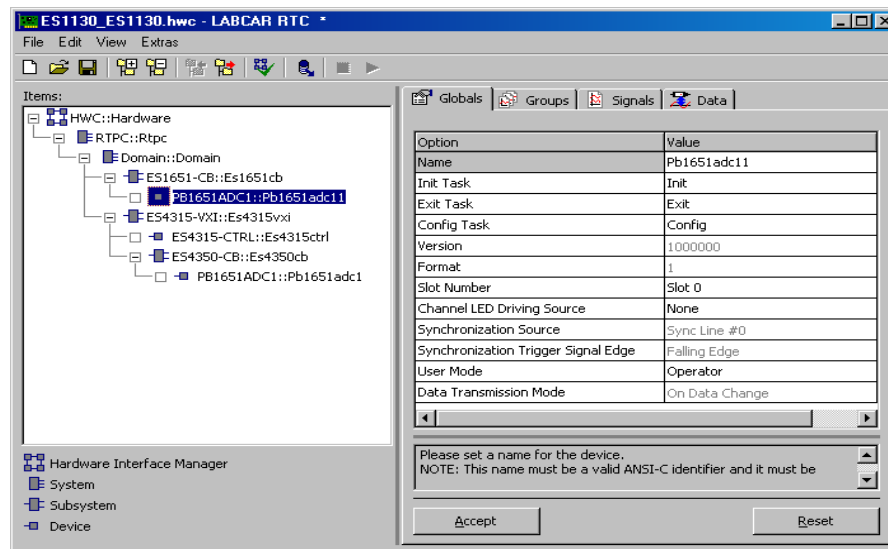 ES1130_ES1130.hwc - LABCAR RTC *
File Edit View Extras
Items:
HWC::Hardware
RTPC::Rtpc
Domain::Domain
ES1651-CB::Es1651cb
PB1651ADC1::Pb1651adc11
ES4315-VXI::Es4315vxi
ES4315-CTRL::Es4315ctrl
ES4350-CB::Es4350cb
PB1651ADC1::Pb1651adc1
Hardware Interface Manager
System
Subsystem
Device
Globals Groups Signals Data
Option Value
Name Pb1651adc11
Init Task Init
Exit Task Exit
Config Task Config
Version 1000000
Format 1
Slot Number Slot 0
Channel LED Driving Source None
Synchronization Source Sync Line #0
Synchronization Trigger Signal Edge Falling Edge
User Mode Operator
Data Transmission Mode On Data Change
Please set a name for the device.
NOTE: This name must be a valid ANSI-C identifier and it must be
Accept Reset